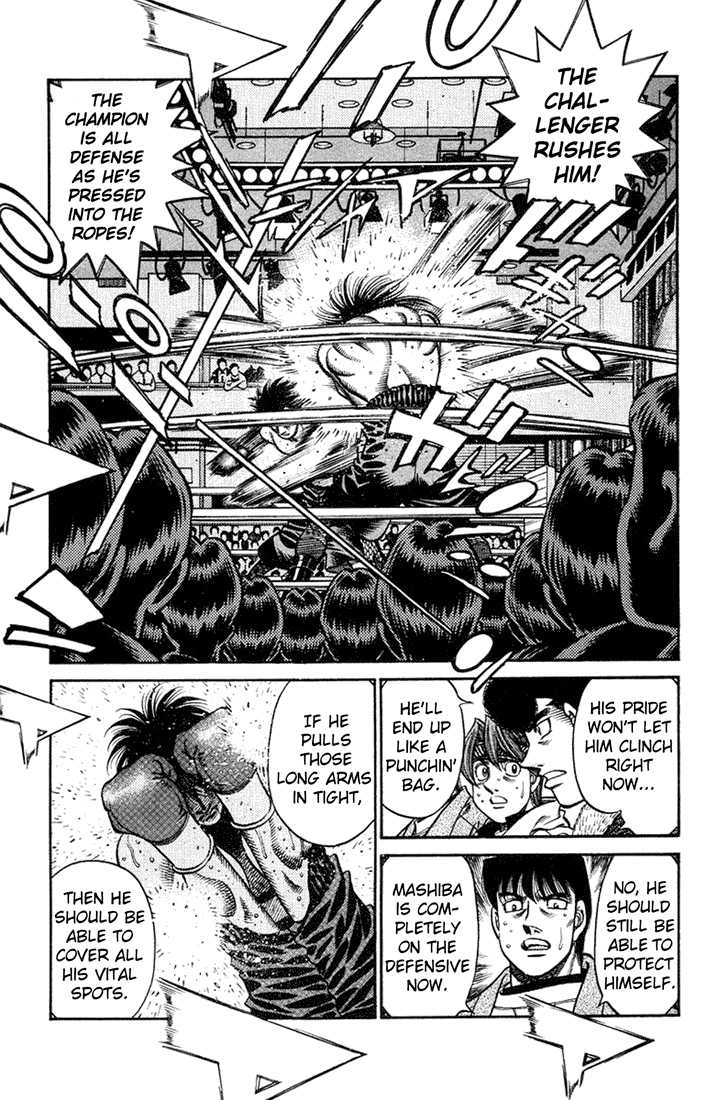 THE
CHAL-
LENGER
RUSHES
HIM!
THE
CHAMPION
IS ALL
DEFENSE
AS HE'S
PRESSED
INTO THE
ROPES!
HIS PRIDE
WON'T LET
HIM CLINCH
RIGHT
NOW...
HE'LL
END UP
LIKE A
PUNCHIN'
BAG.
NO, HE
SHOULD
STILL BE
ABLE TO
PROTECT
HIMSELF.
MASHIBA
IS COM-
PLETELY
ON THE
DEFENSIVE
NOW.
IF HE
PULLS
THOSE
LONG ARMS
IN TIGHT,
THEN HE
SHOULD BE
ABLE TO
COVER ALL
HIS VITAL
SPOTS.